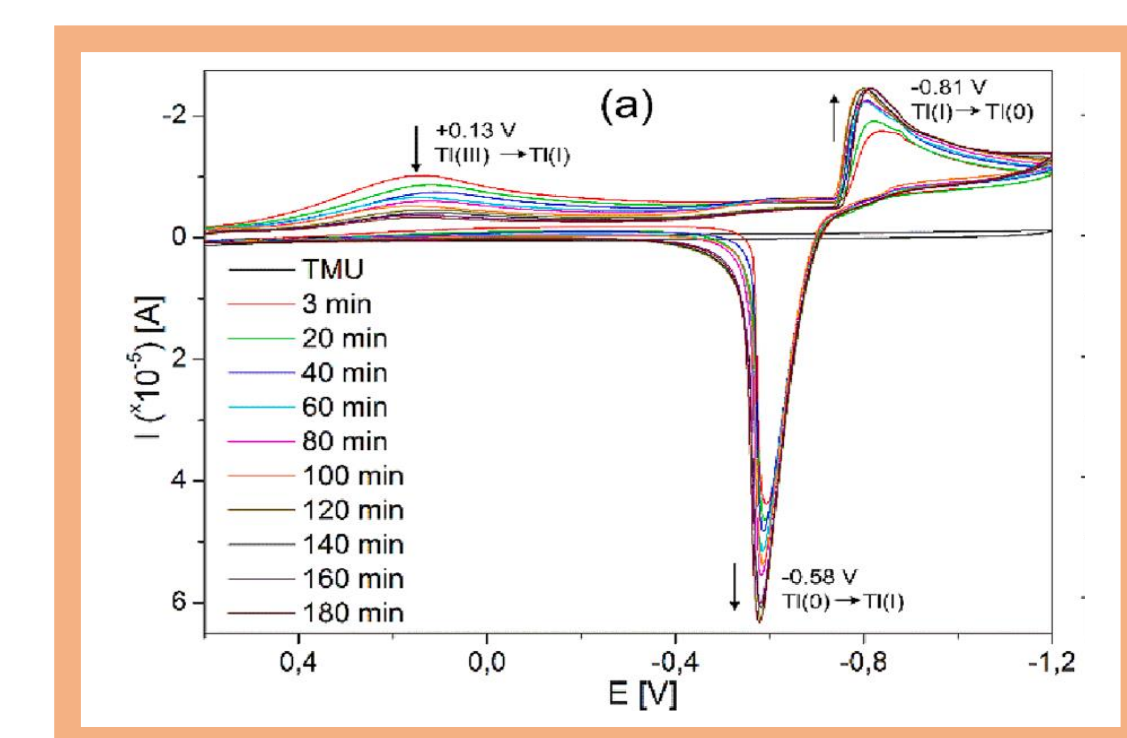 (a)
-0.81 V
Tl(I)→Tl(0)
+0.13 V
Tl(III) →Tl(I)
-2
0
2
4
6
I (x10-5) [A]
TMU
3 min
20 min
40 min
60 min
80 min
100 min
120 min
140 min
160 min
180 min
-0.58 V
Tl(0)→Tl(I)
0,4
0,0
-0,4
-0,8
-1,2
E [V]